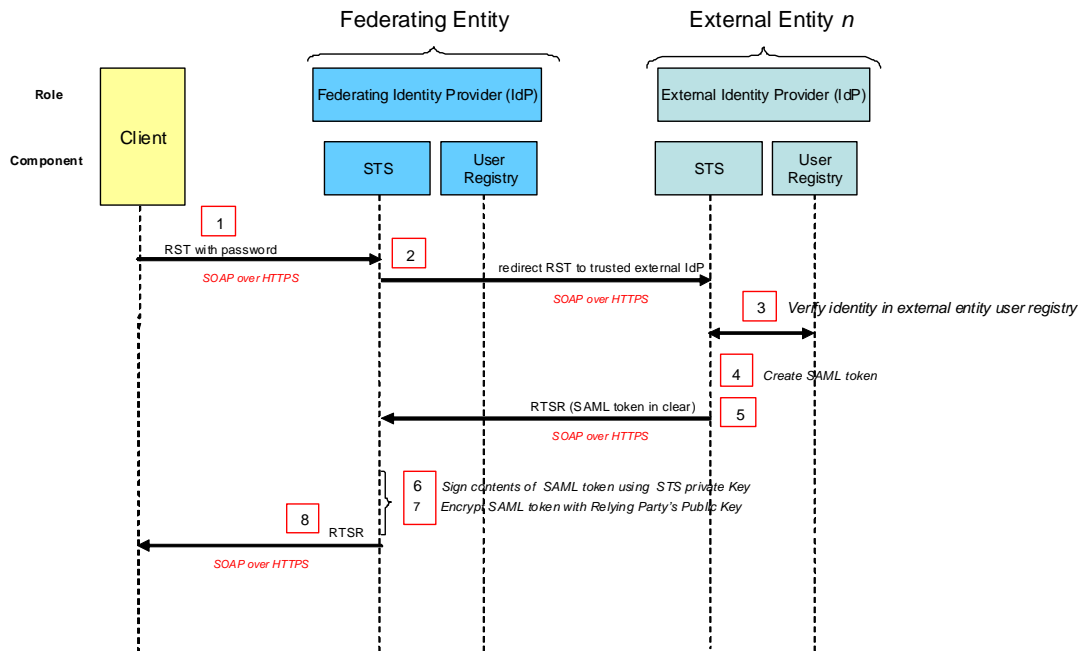 Federating Entity
External Entity n
Role
Federating Identity Provider (IdP)
External Identity Provider (IdP)
Client
Component
STS
User
Registry
STS
User
Registry
1
RST with password
SOAP over HTTPS
2
redirect RST to trusted external IdP
SOAP over HTTPS
3
Verify identity in external entity user registry
4
Create SAML token
RTSR (SAML token in clear)
5
SOAP over HTTPS
6
Sign contents of SAML token using STS private Key
7
Encrypt SAML token with Relying Party's Public Key
8
RTSR
SOAP over HTTPS